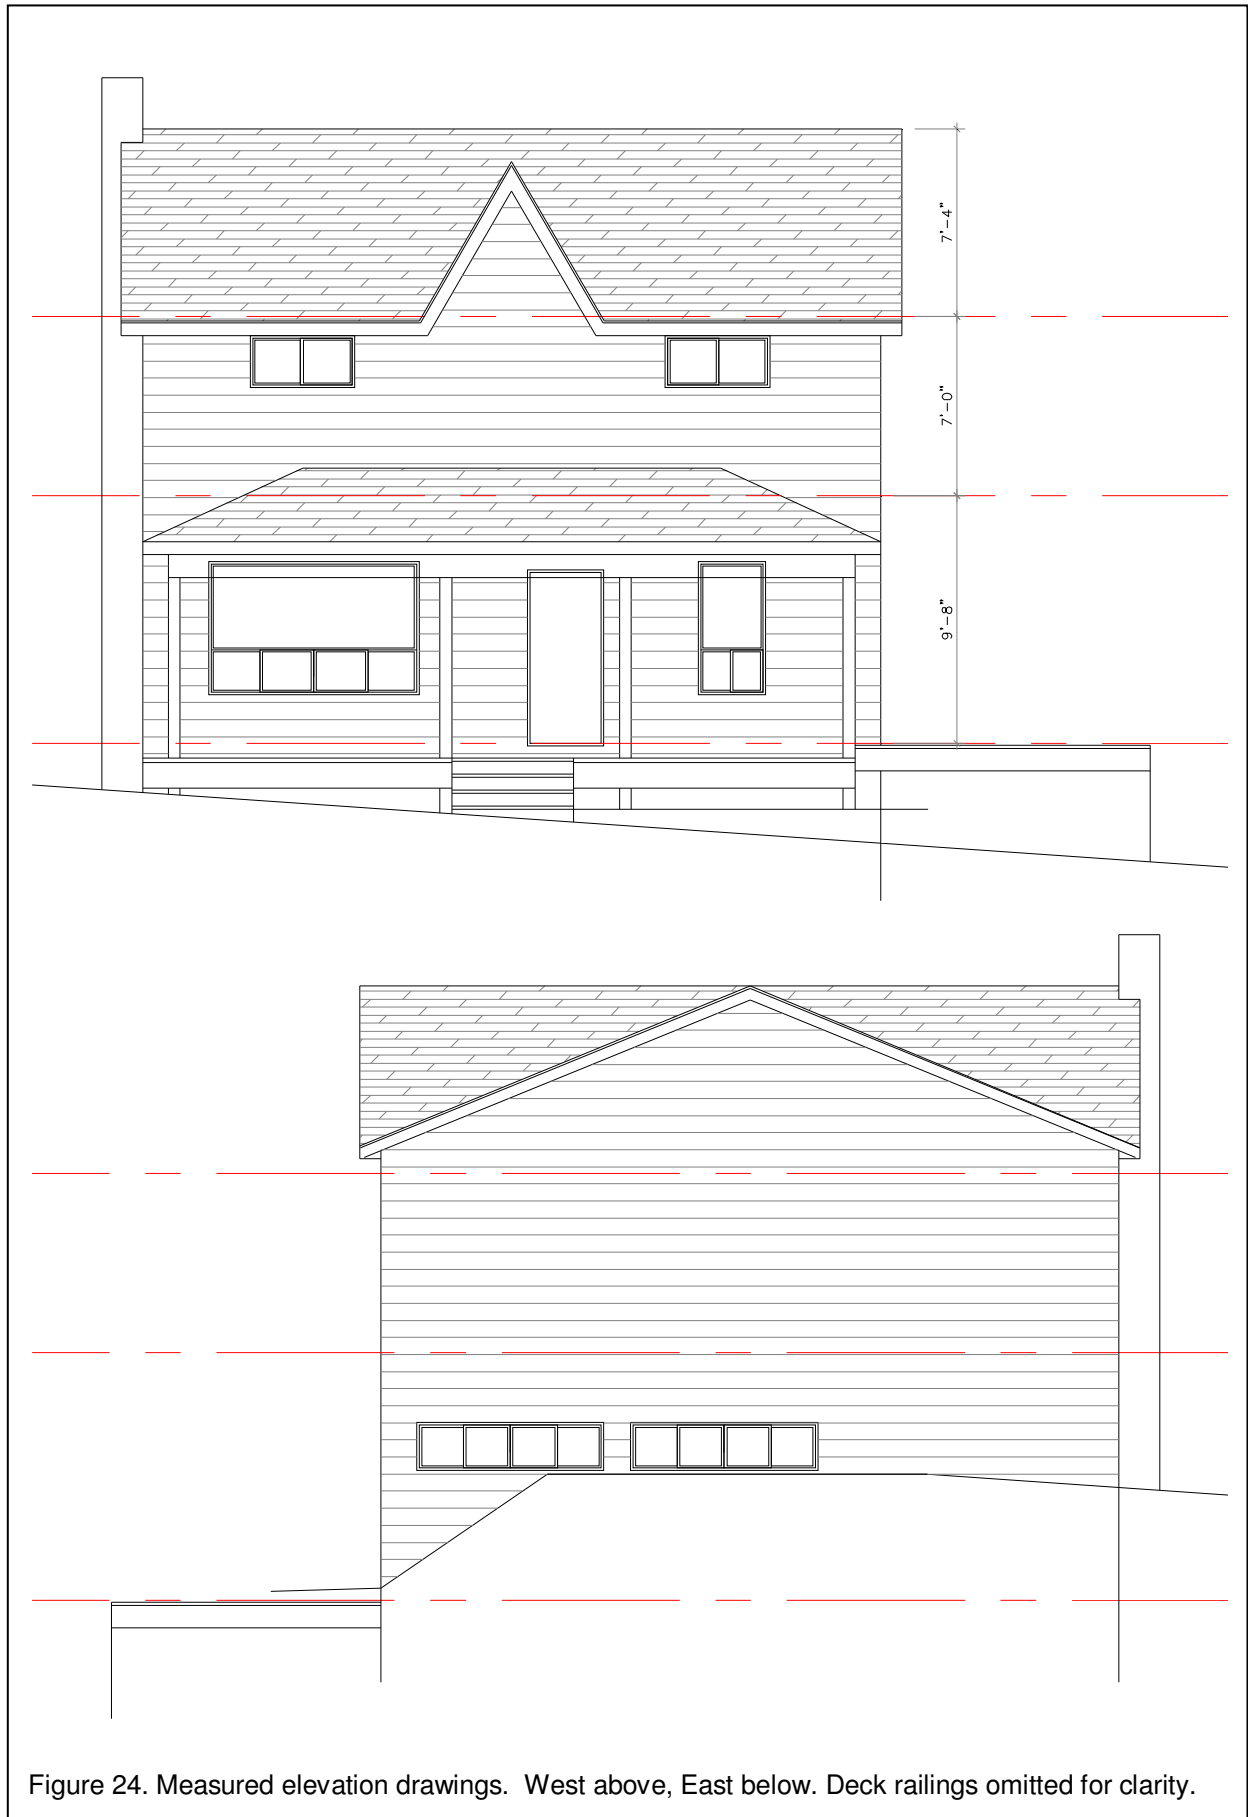 7'-4"
7'-0"
9'-8"
Figure 24. Measured elevation drawings.  West above, East below. Deck railings omitted for clarity.